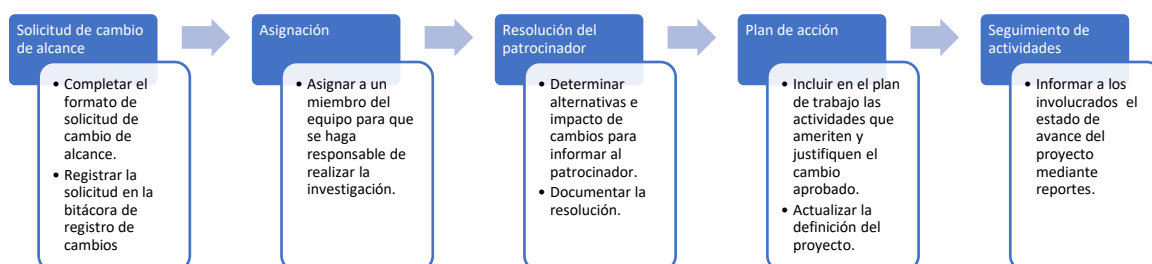 Solicitud de cambio
de alcance
• Completar el
formato de
solicitud de
cambio de
alcance.
• Registrar la
solicitud en la
bitácora de
registro de
cambios
Asignación
• Asignar a un
miembro del
equipo para que
se haga
responsable de
realizar la
investigación.
Resolución del
patrocinador
• Determinar
alternativas e
impacto de
cambios para
informar al
patrocinador.
• Documentar la
resolución.
Plan de acción
• Incluir en el plan
de trabajo las
actividades que
ameriten y
justifiquen el
cambio
aprobado.
• Actualizar la
definición del
proyecto.
Seguimiento de
actividades
• Informar a los
involucrados el
estado de
avance del
proyecto
mediante
reportes.